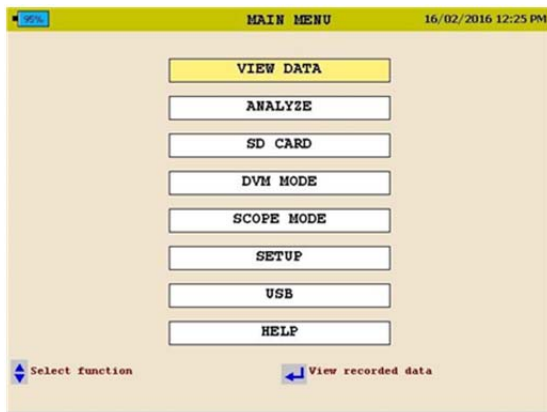 95% MAIN MENU 16/02/2016 12:25 PM
VIEW DATA
ANALYZE
SD CARD
DVM MODE
SCOPE MODE
SETUP
USB
HELP
Select function View recorded data